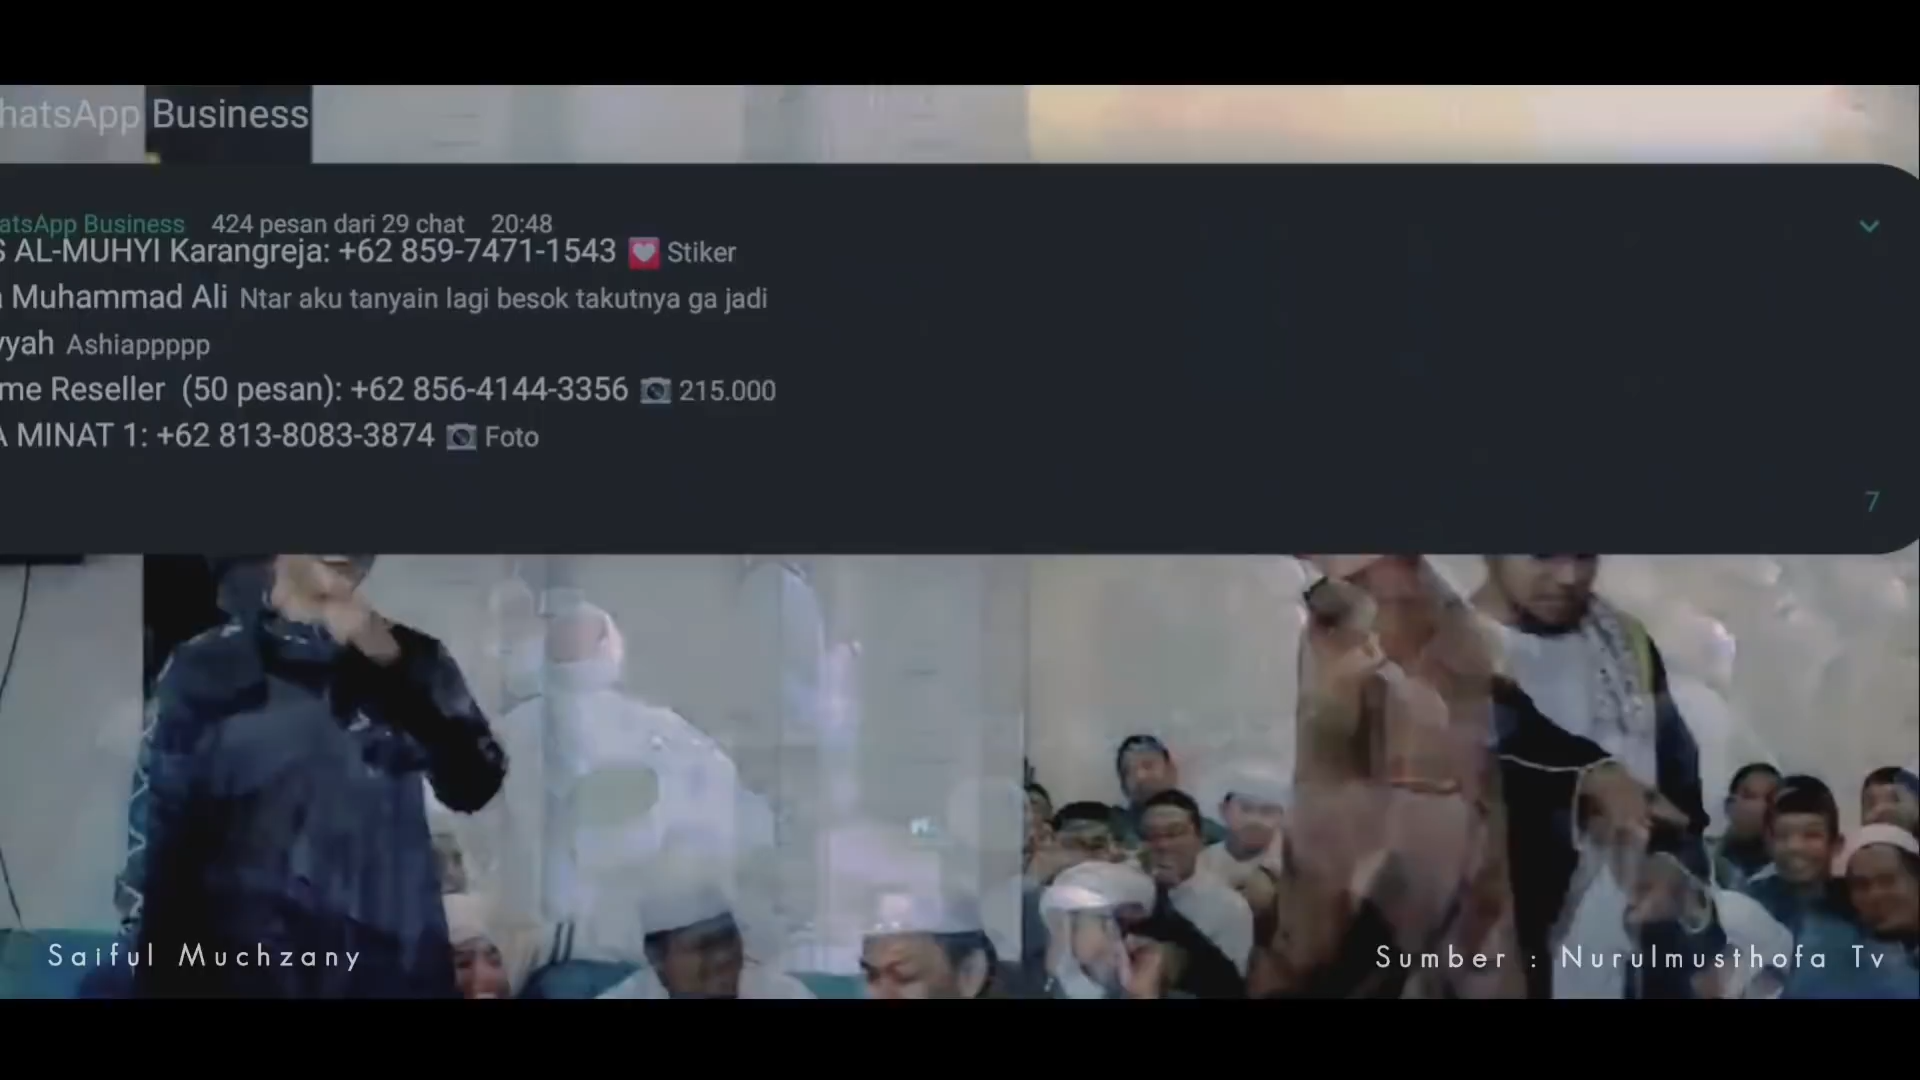 hatsApp Business
atsApp Business 424 pesan dari 29 chat 20:48
S AL-MUHYI Karangreja: +62 859-7471-1543 💟 Stiker
Muhammad Ali Ntar aku tanyain lagi besok takutnya ga jadi
yyah Ashiappppp
me Reseller (50 pesan): +62 856-4144-3356 📷 215.000
A MINAT 1: +62 813-8083-3874 📷 Foto
7
Saiful Muchzany
Sumber : Nurulmusthofa Tv